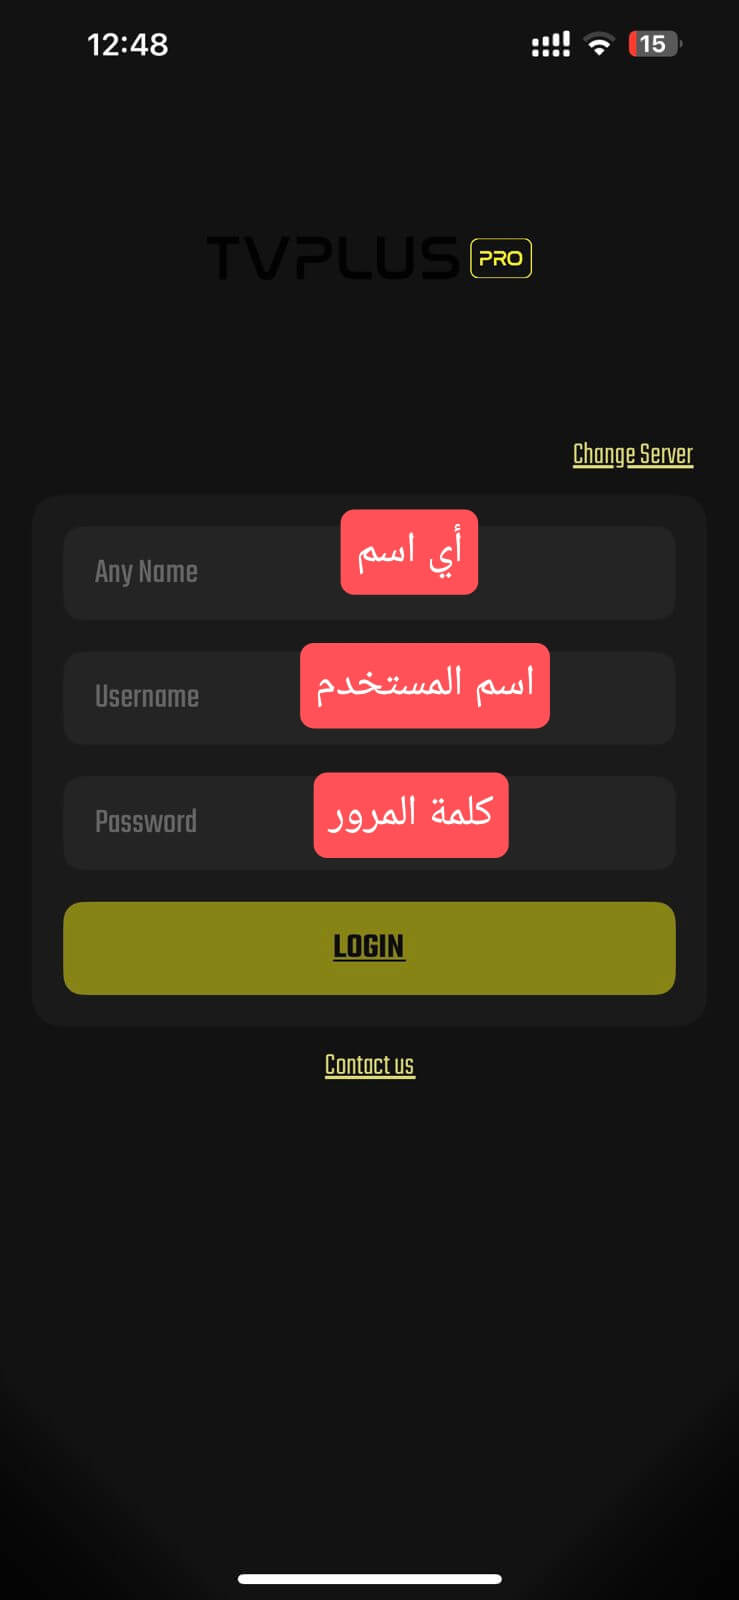 12:48
15
TVPLUS PRO
Change Server
Any Name
أي اسم
Username
اسم المستخدم
Password
كلمة المرور
LOGIN
Contact us